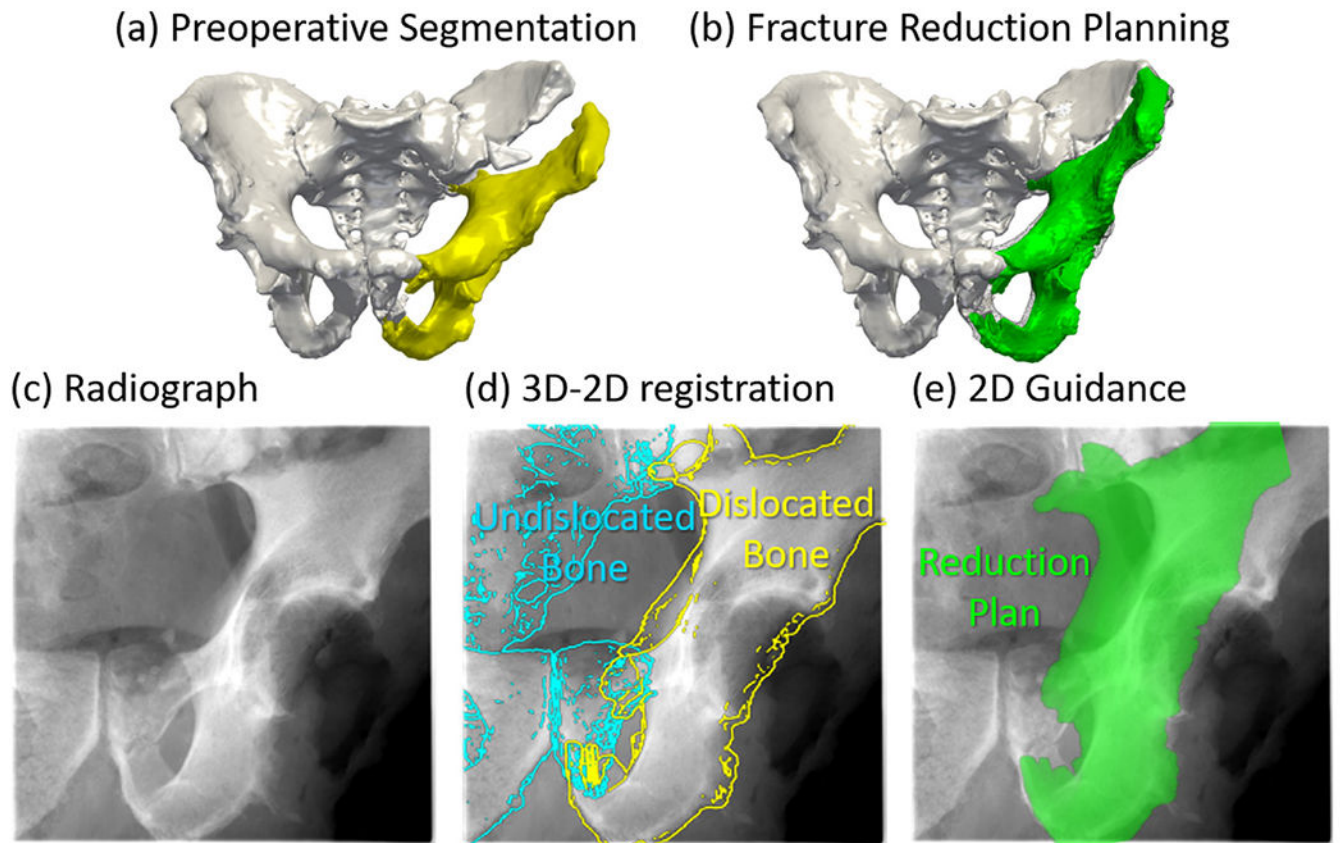 (a) Preoperative Segmentation
(b) Fracture Reduction Planning
(c) Radiograph
(d) 3D-2D registration
(e) 2D Guidance
Undislocated
Bone
Dislocated
Bone
Reduction
Plan